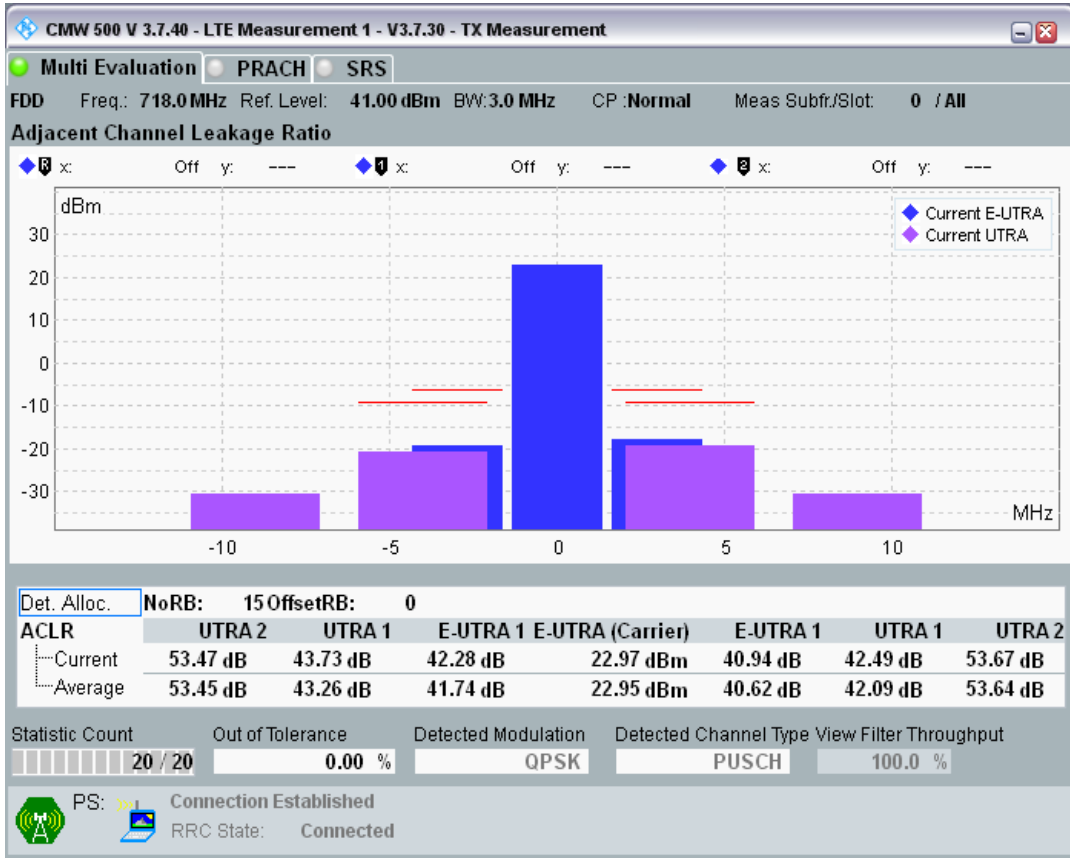 CMW 500 V 3.7.40 - LTE Measurement 1 - V3.7.30 - TX Measurement
Multi Evaluation PRACH SRS
FDD Freq.: 718.0 MHz Ref. Level: 41.00 dBm BW: 3.0 MHz CP :Normal Meas Subfr./Slot: 0 / All
Adjacent Channel Leakage Ratio
R x: Off y: --- 1 x: Off y: --- 2 x: Off y: ---
dBm
Current E-UTRA
Current UTRA
30
20
10
0
-10
-20
-30
MHz
-10 -5 0 5 10
Det. Alloc. NoRB: 15 OffsetRB: 0
ACLR UTRA 2 UTRA 1 E-UTRA 1 E-UTRA (Carrier) E-UTRA 1 UTRA 1 UTRA 2
Current 53.47 dB 43.73 dB 42.28 dB 22.97 dBm 40.94 dB 42.49 dB 53.67 dB
Average 53.45 dB 43.26 dB 41.74 dB 22.95 dBm 40.62 dB 42.09 dB 53.64 dB
Statistic Count Out of Tolerance Detected Modulation Detected Channel Type View Filter Throughput
20 / 20 0.00 % QPSK PUSCH 100.0 %
PS: Connection Established
RRC State: Connected